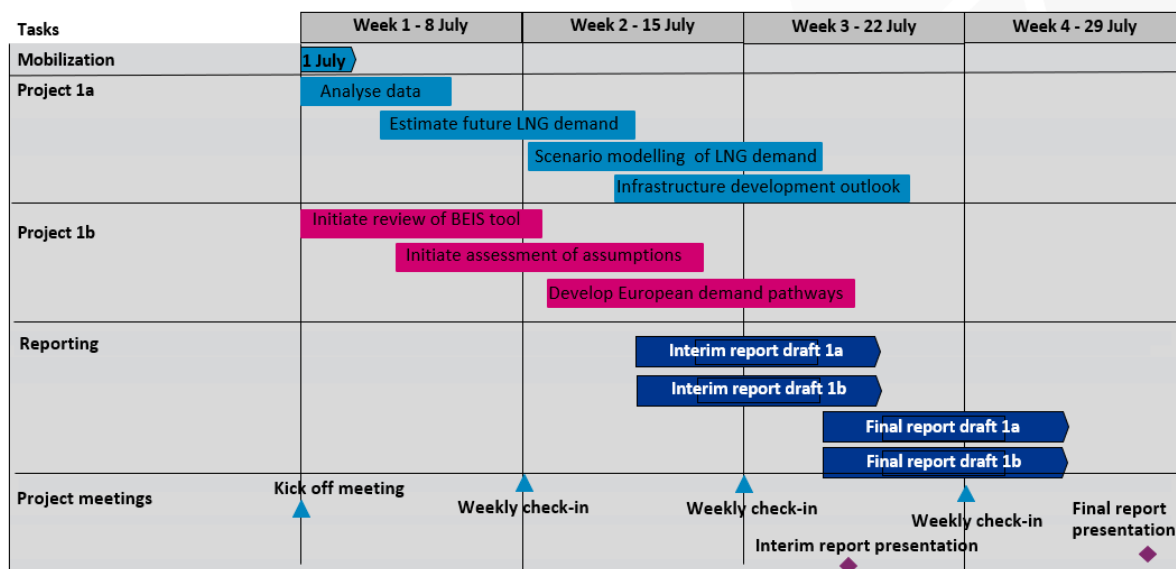 Tasks
Week 1 - 8 July
Week 2 - 15 July
Week 3 - 22 July
Week 4 - 29 July
Mobilization
1 July
Project 1a
Analyse data
Estimate future LNG demand
Scenario modelling of LNG demand
Infrastructure development outlook
Project 1b
Initiate review of BEIS tool
Initiate assessment of assumptions
Develop European demand pathways
Reporting
Interim report draft 1a
Interim report draft 1b
Final report draft 1a
Final report draft 1b
Project meetings
Kick off meeting
Weekly check-in
Weekly check-in
Weekly check-in
Interim report presentation
Final report
presentation